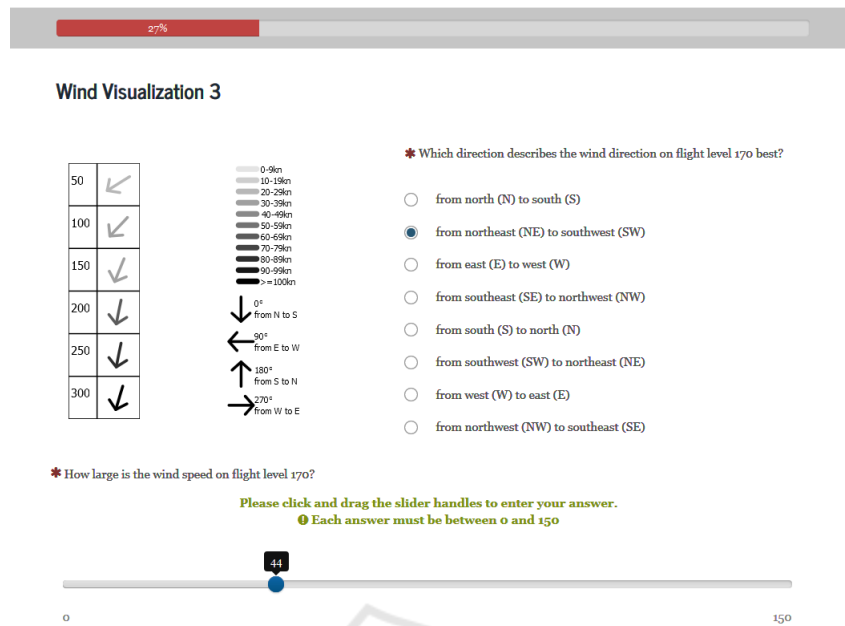 27%
Wind Visualization 3
✱ Which direction describes the wind direction on flight level 170 best?
50
100
150
200
250
300
0-9kn
10-19kn
20-29kn
30-39kn
40-49kn
50-59kn
60-69kn
70-79kn
80-89kn
90-99kn
>=100kn
0°
from N to S
90°
from E to W
180°
from S to N
270°
from W to E
from north (N) to south (S)
from northeast (NE) to southwest (SW)
from east (E) to west (W)
from southeast (SE) to northwest (NW)
from south (S) to north (N)
from southwest (SW) to northeast (NE)
from west (W) to east (E)
from northwest (NW) to southeast (SE)
✱ How large is the wind speed on flight level 170?
Please click and drag the slider handles to enter your answer.
Each answer must be between 0 and 150
44
0
150